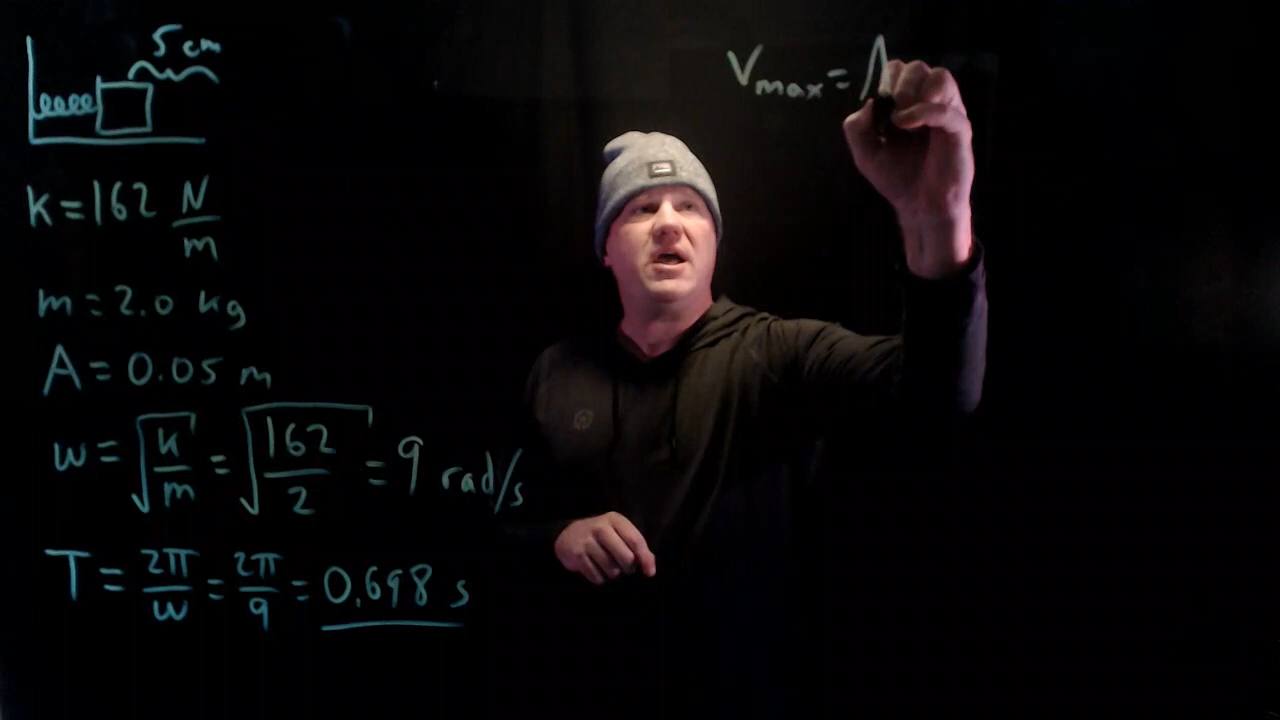 5 cm
K = 162 N/m
m = 2.0 kg
A = 0.05 m
w = √(k/m) = √(162/2) = 9 rad/s
T = 2π/w = 2π/9 = 0.698 s
Vmax =